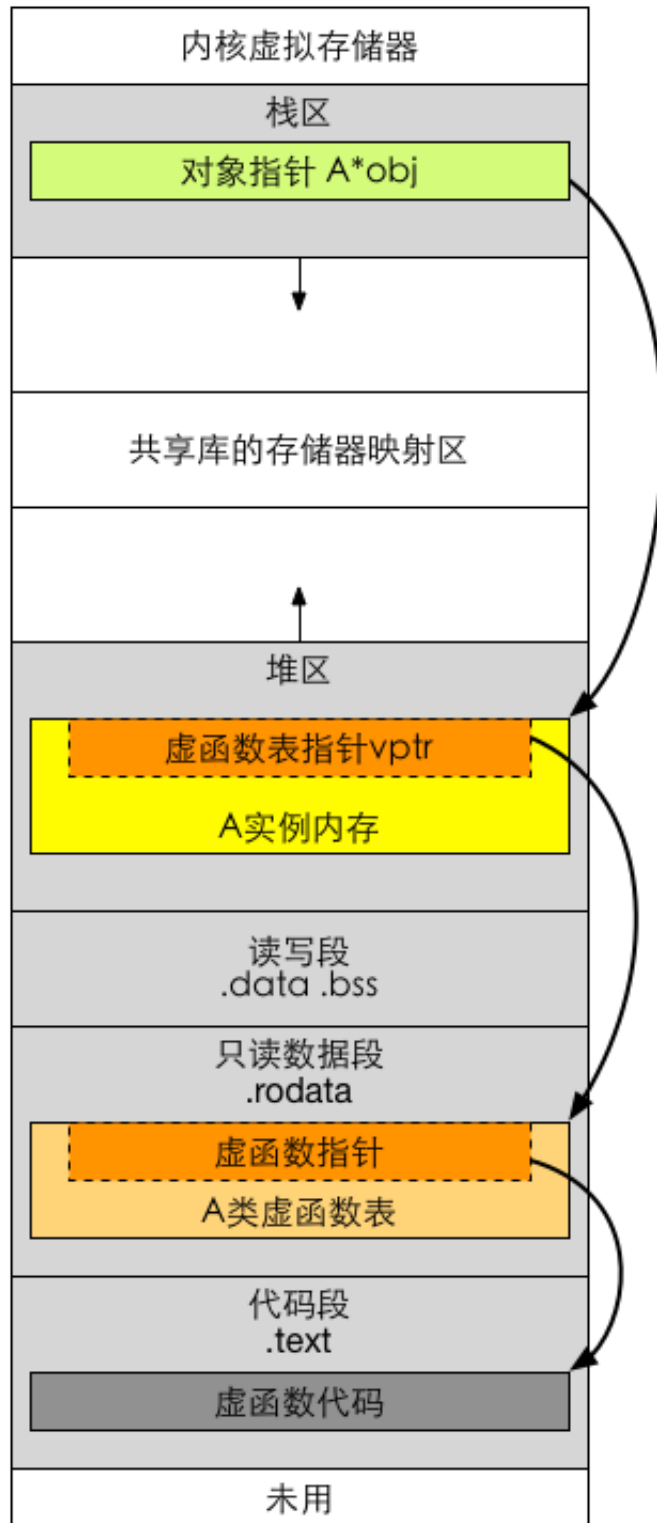 内核虚拟存储器
栈区
对象指针 A*obj
共享库的存储器映射区
堆区
虚函数表指针vptr
A实例内存
读写段
.data .bss
只读数据段
.rodata
虚函数指针
A类虚函数表
代码段
.text
虚函数代码
未用